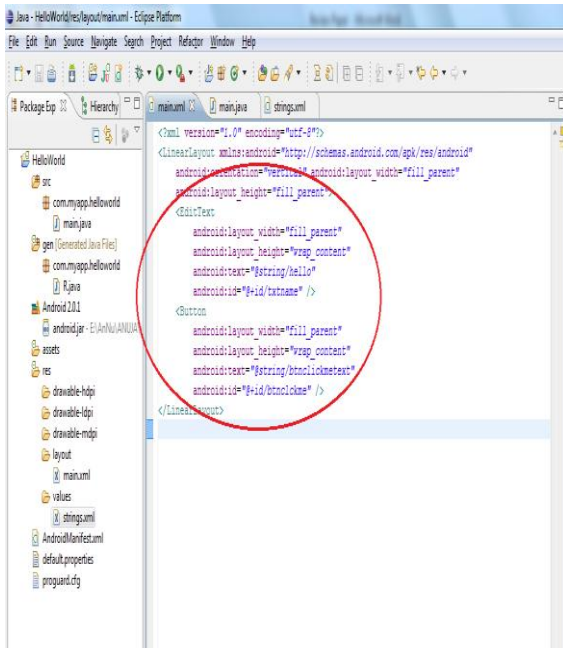 Java - HelloWorld/res/layout/main.xml - Eclipse Platform
File Edit Run Source Navigate Search Project Refactor Window Help
Package Exp Hierarchy
main.xml main.java strings.xml
HelloWorld
src
com.myapp.helloworld
main.java
gen [Generated Java Files]
com.myapp.helloworld
R.java
Android 2.0.1
android.jar - E:\AnNu\ANUJA
assets
res
drawable-hdpi
drawable-ldpi
drawable-mdpi
layout
main.xml
values
strings.xml
AndroidManifest.xml
default.properties
proguard.cfg
<?xml version="1.0" encoding="utf-8"?>
<LinearLayout xmlns:android="http://schemas.android.com/apk/res/android"
android:orientation="vertical" android:layout_width="fill_parent"
android:layout_height="fill_parent">
<EditText
android:layout_width="fill_parent"
android:layout_height="wrap_content"
android:text="@string/hello"
android:id="@+id/txtname" />
<Button
android:layout_width="fill_parent"
android:layout_height="wrap_content"
android:text="@string/btnclickmetext"
android:id="@+id/btnclckme" />
</LinearLayout>